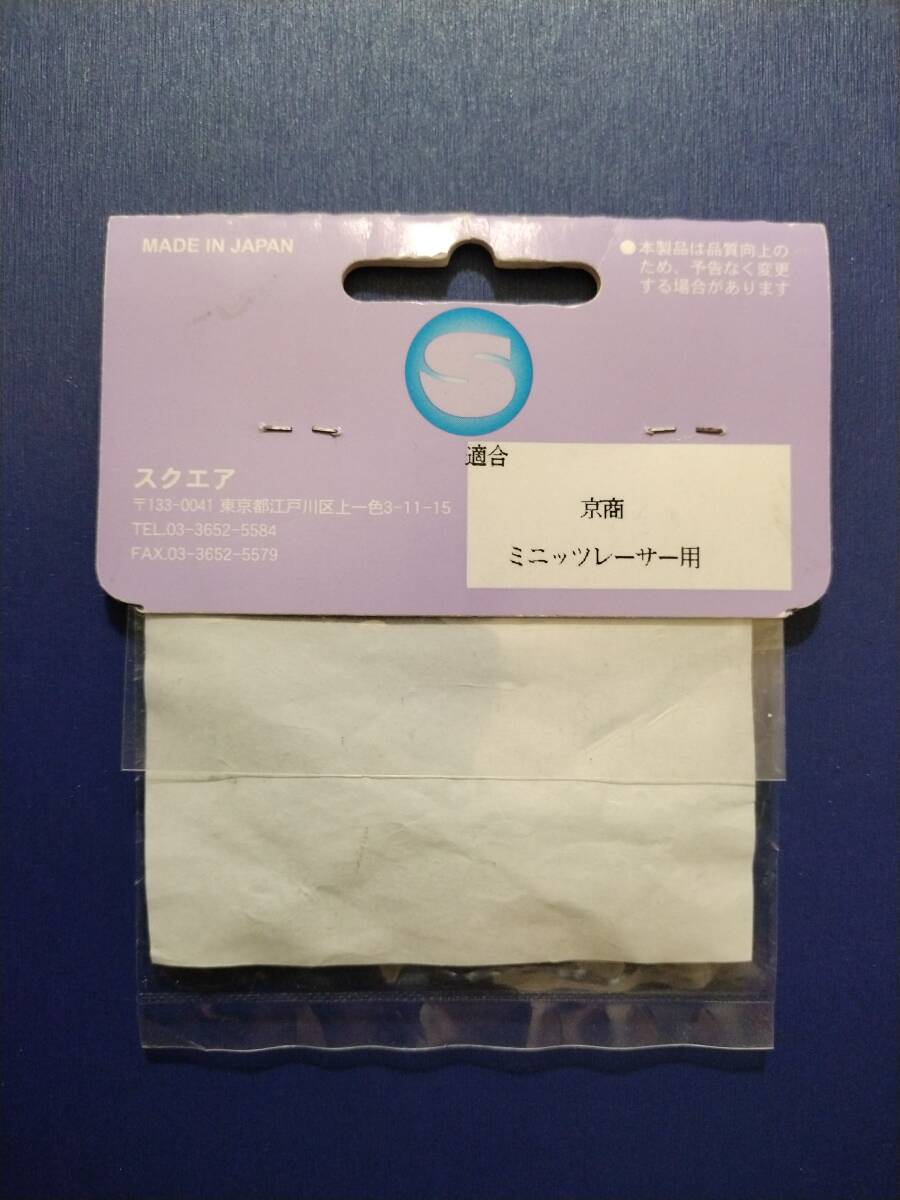 MADE IN JAPAN
●本製品は品質向上の
ため、予告なく変更
する場合があります
S
適合
京商
ミニッツレーサー用
スクエア
〒133-0041 東京都江戸川区上一色3-11-15
TEL.03-3652-5584
FAX.03-3652-5579